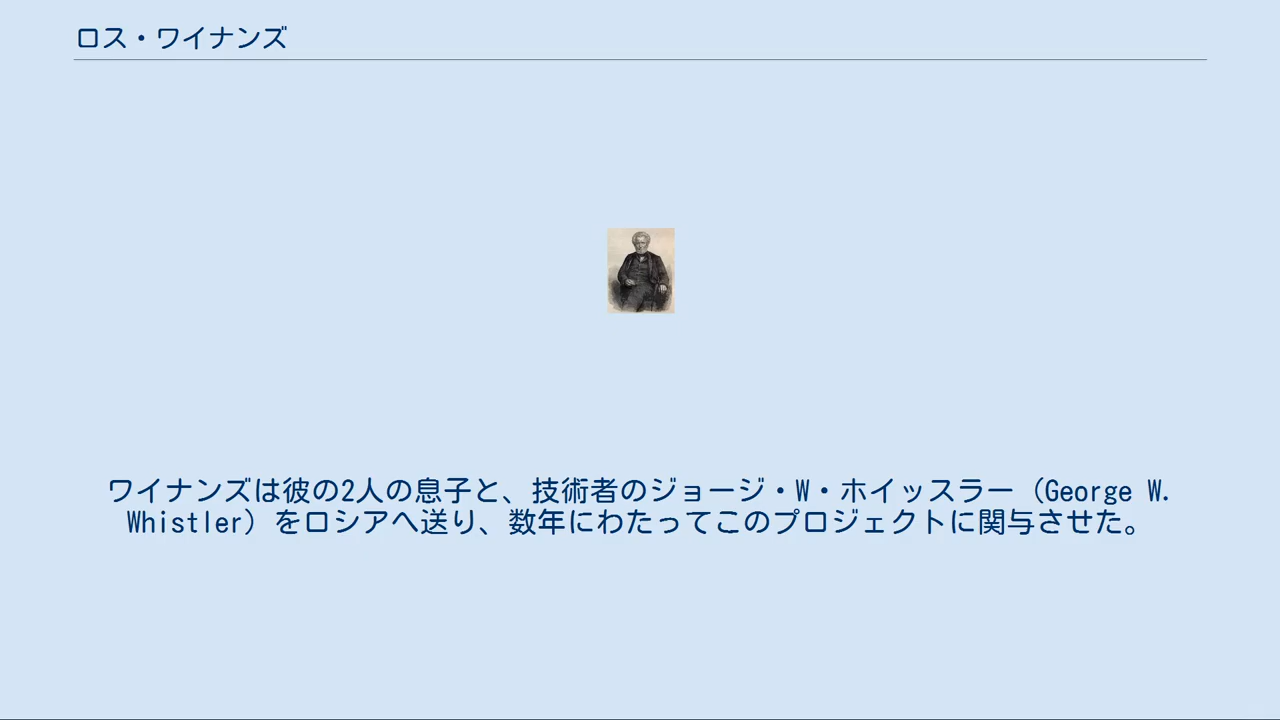 ロス・ワイナンズ
ワイナンズは彼の2人の息子と、技術者のジョージ・W・ホイッスラー（George W.
Whistler）をロシアへ送り、数年にわたってこのプロジェクトに関与させた。